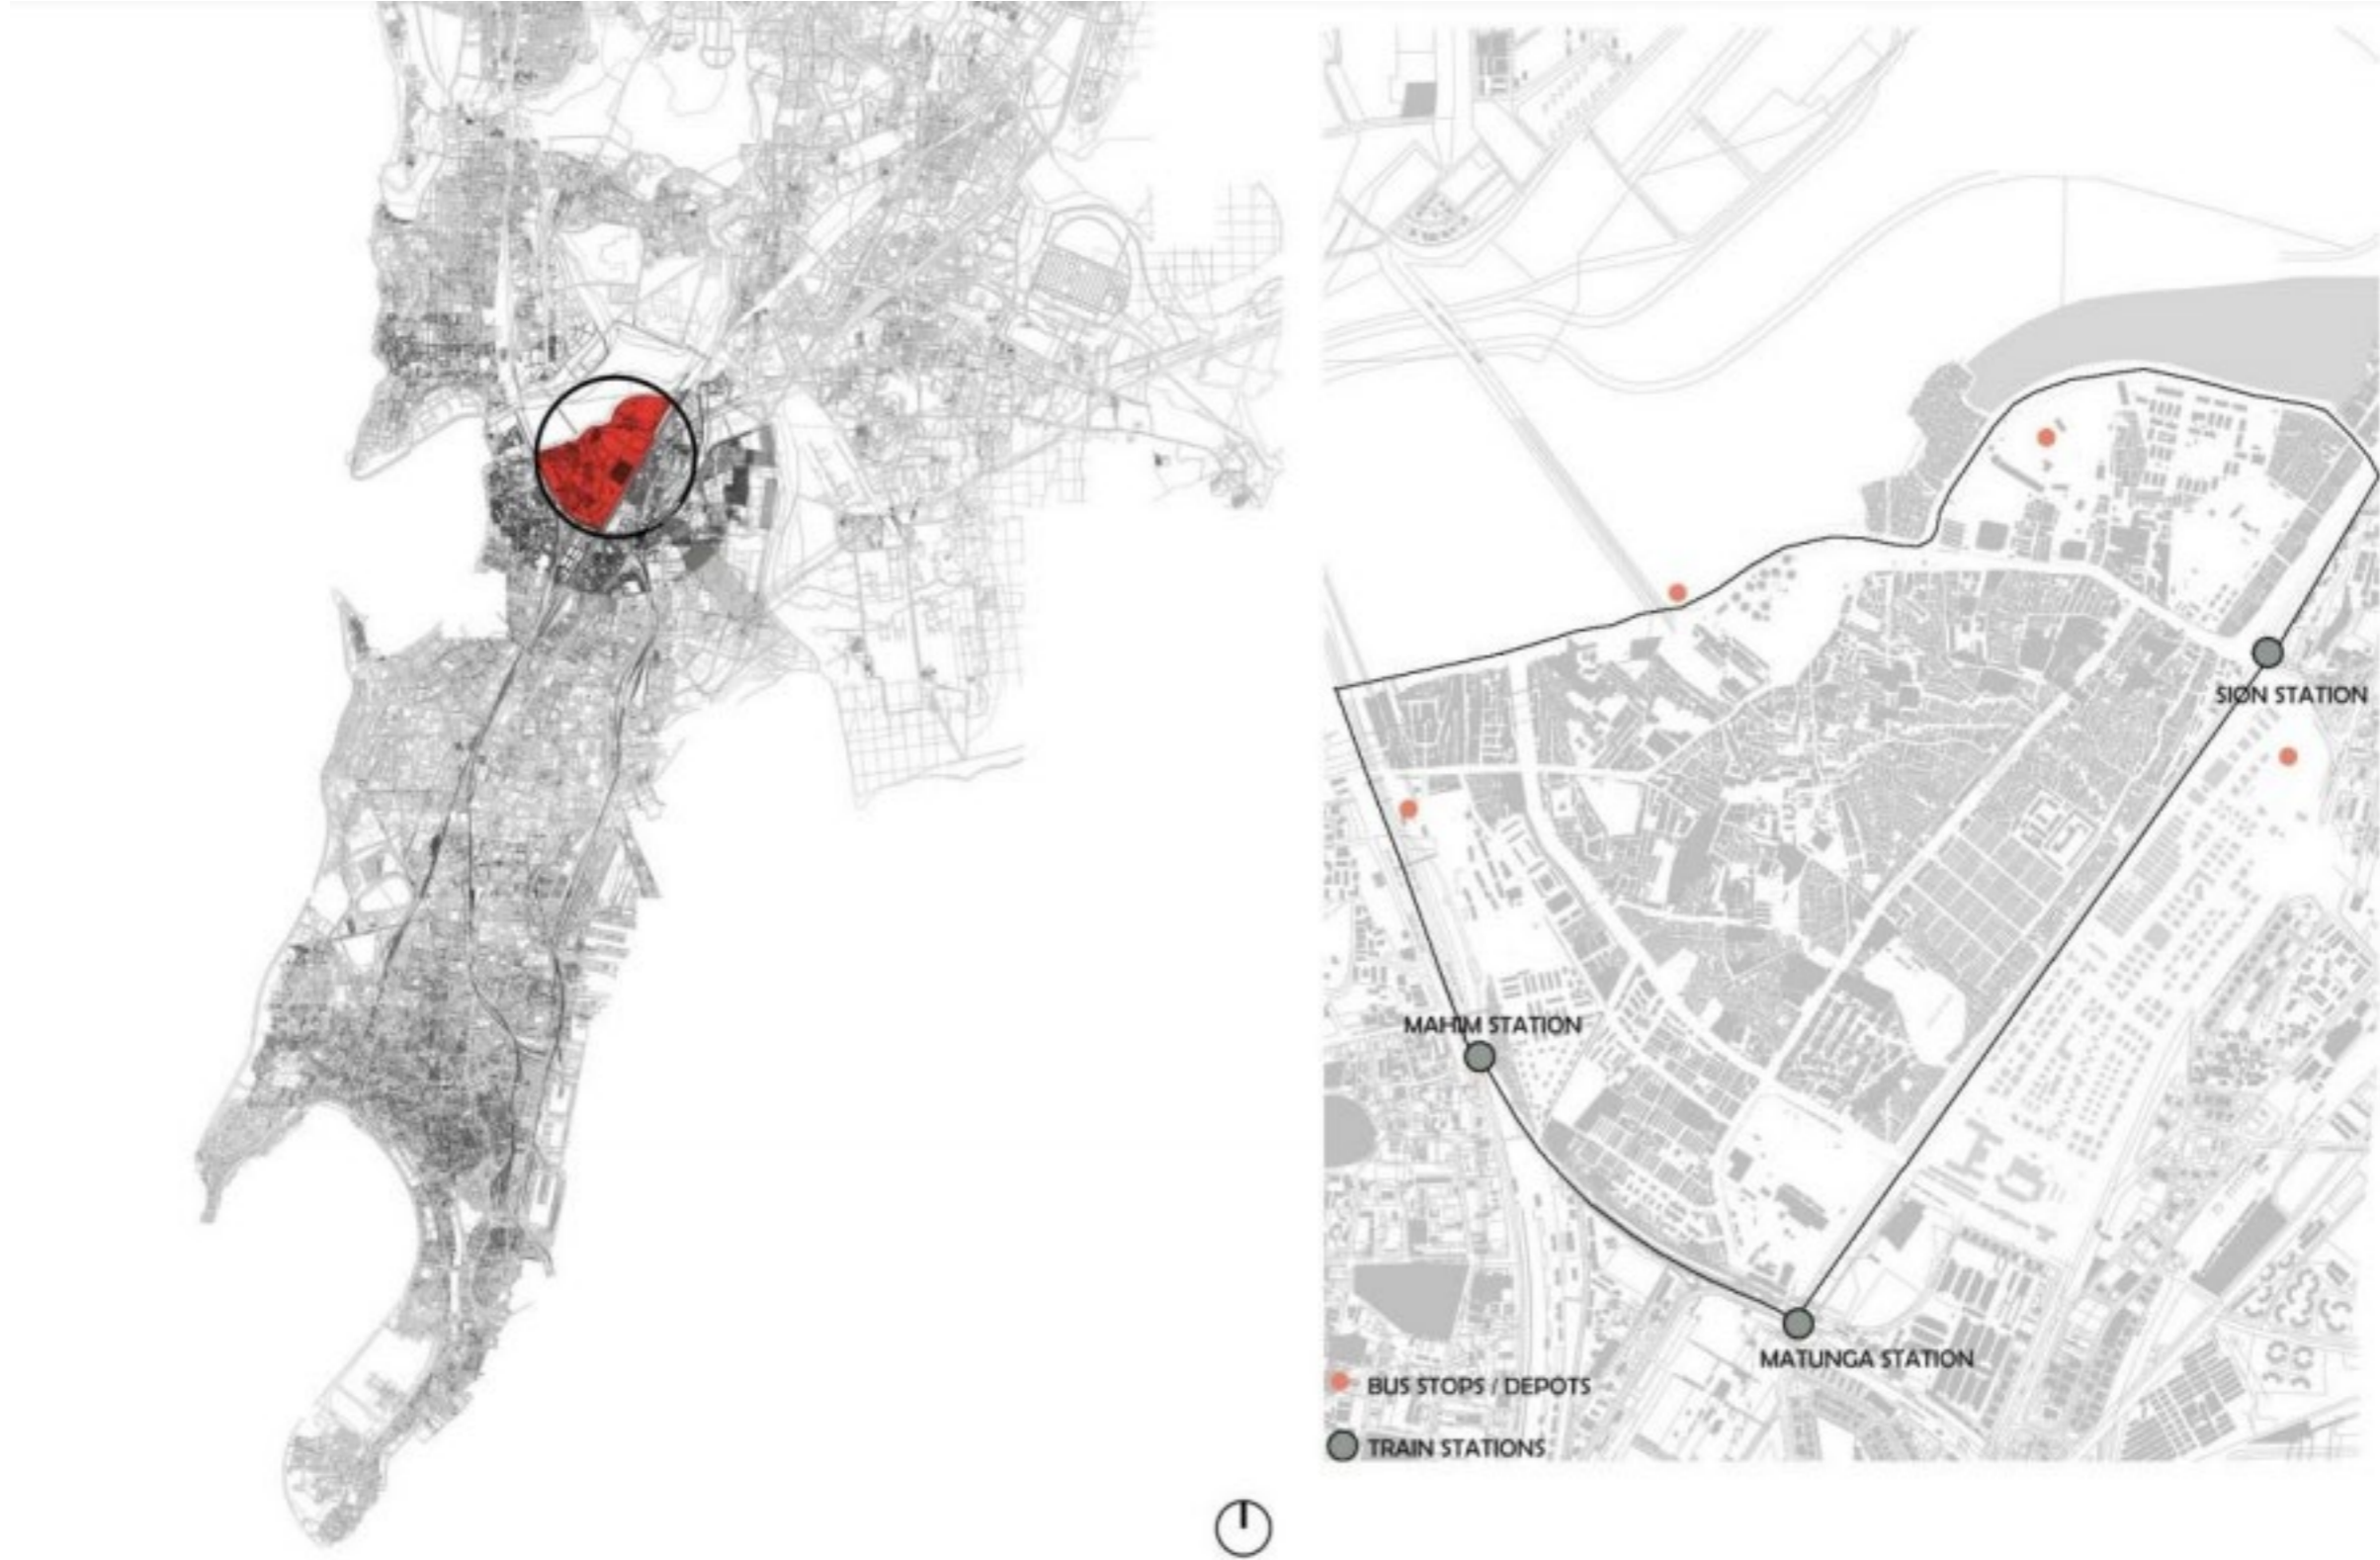 SION STATION
MAHIM STATION
MATUNGA STATION
BUS STOPS / DEPOTS
TRAIN STATIONS